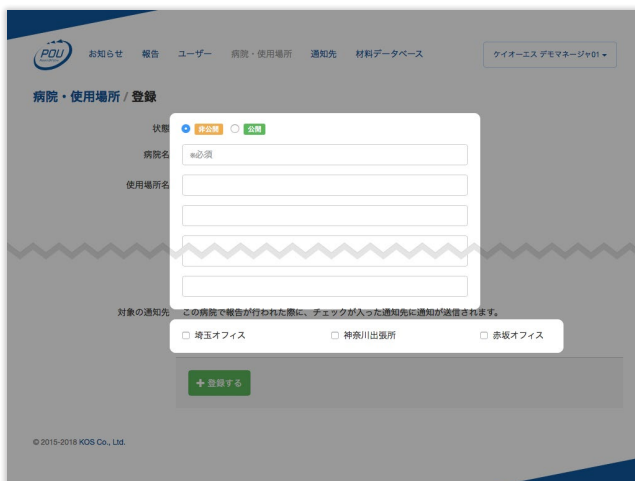 POU
お知らせ 報告 ユーザー 病院・使用場所 通知先 材料データベース ケイオーエス デモマネージャ01
病院・使用場所 / 登録
状態 非公開 公開
病院名 ※必須
使用場所名
対象の通知先 この病院で報告が行われた際に、チェックが入った通知先に通知が送信されます。
埼玉オフィス 神奈川出張所 赤坂オフィス
+ 登録する
© 2015-2018 KOS Co., Ltd.